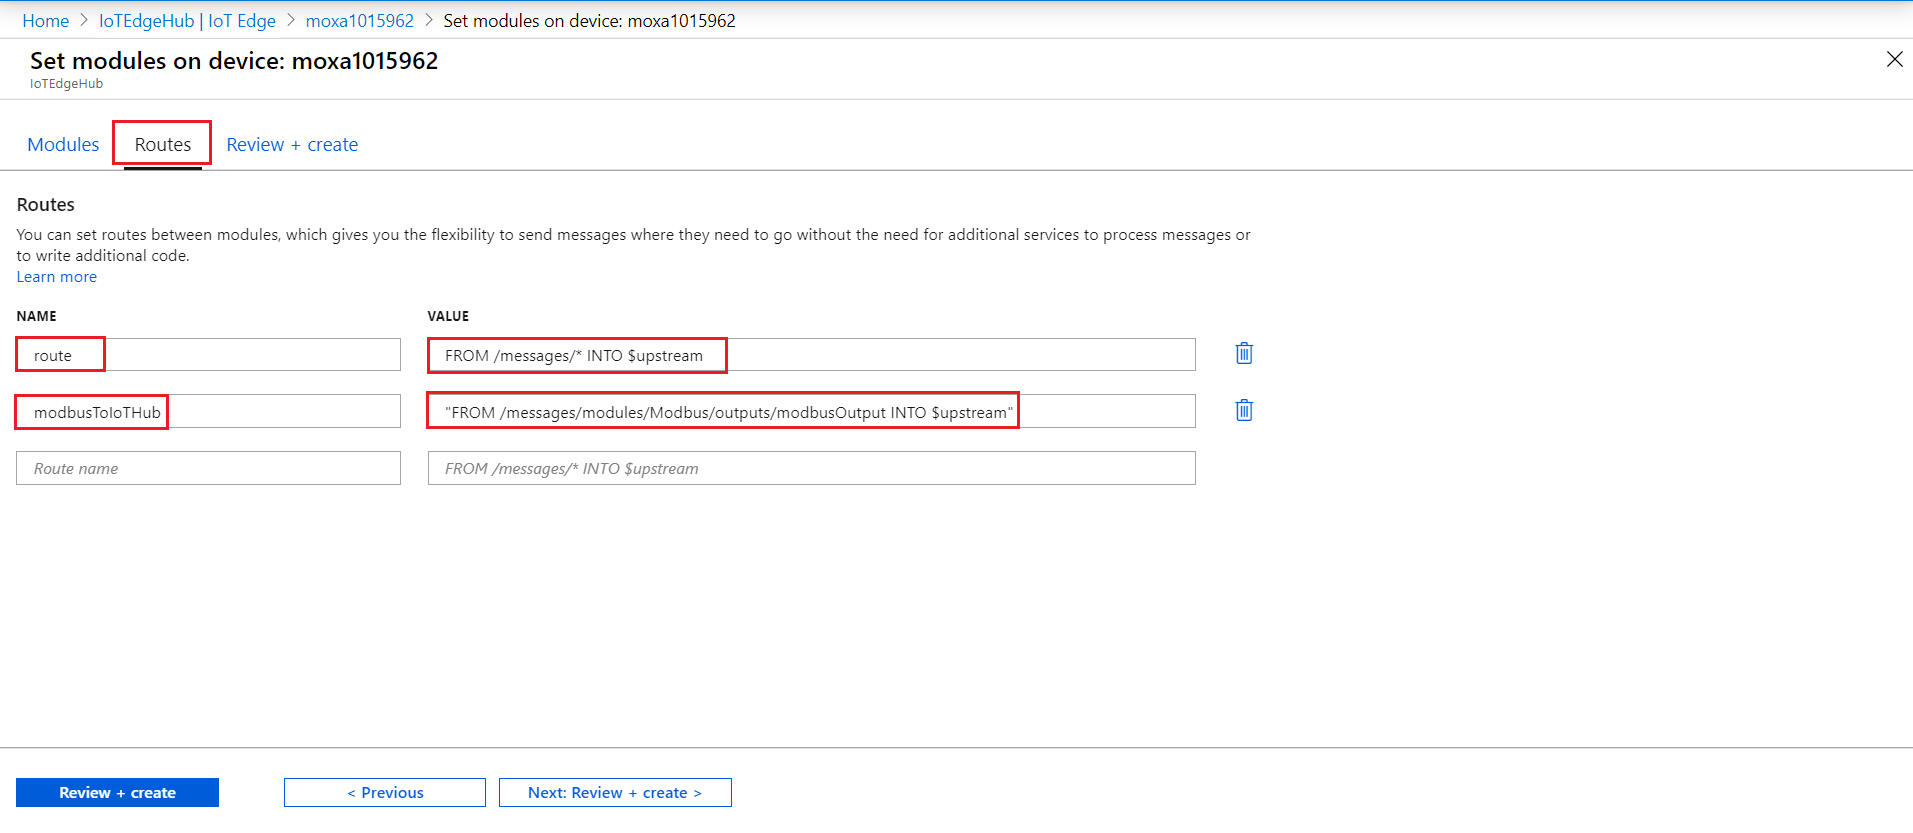 Home > IoTEdgeHub | IoT Edge > moxa1015962 > Set modules on device: moxa1015962
Set modules on device: moxa1015962
IoTEdgeHub
Modules Routes Review + create
Routes
You can set routes between modules, which gives you the flexibility to send messages where they need to go without the need for additional services to process messages or
to write additional code.
Learn more
NAME VALUE
route FROM /messages/* INTO $upstream
modbusToIoTHub "FROM /messages/modules/Modbus/outputs/modbusOutput INTO $upstream"
Route name FROM /messages/* INTO $upstream
Review + create < Previous Next: Review + create >